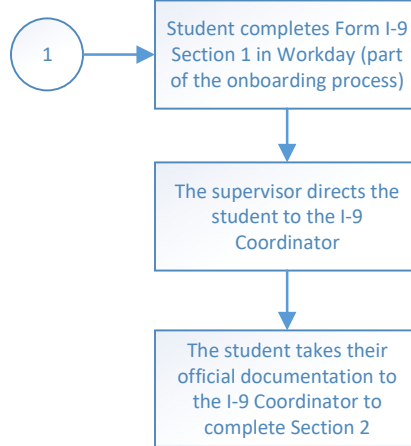 1
Student completes Form I-9
Section 1 in Workday (part
of the onboarding process)
The supervisor directs the
student to the I-9
Coordinator
The student takes their
official documentation to
the I-9 Coordinator to
complete Section 2